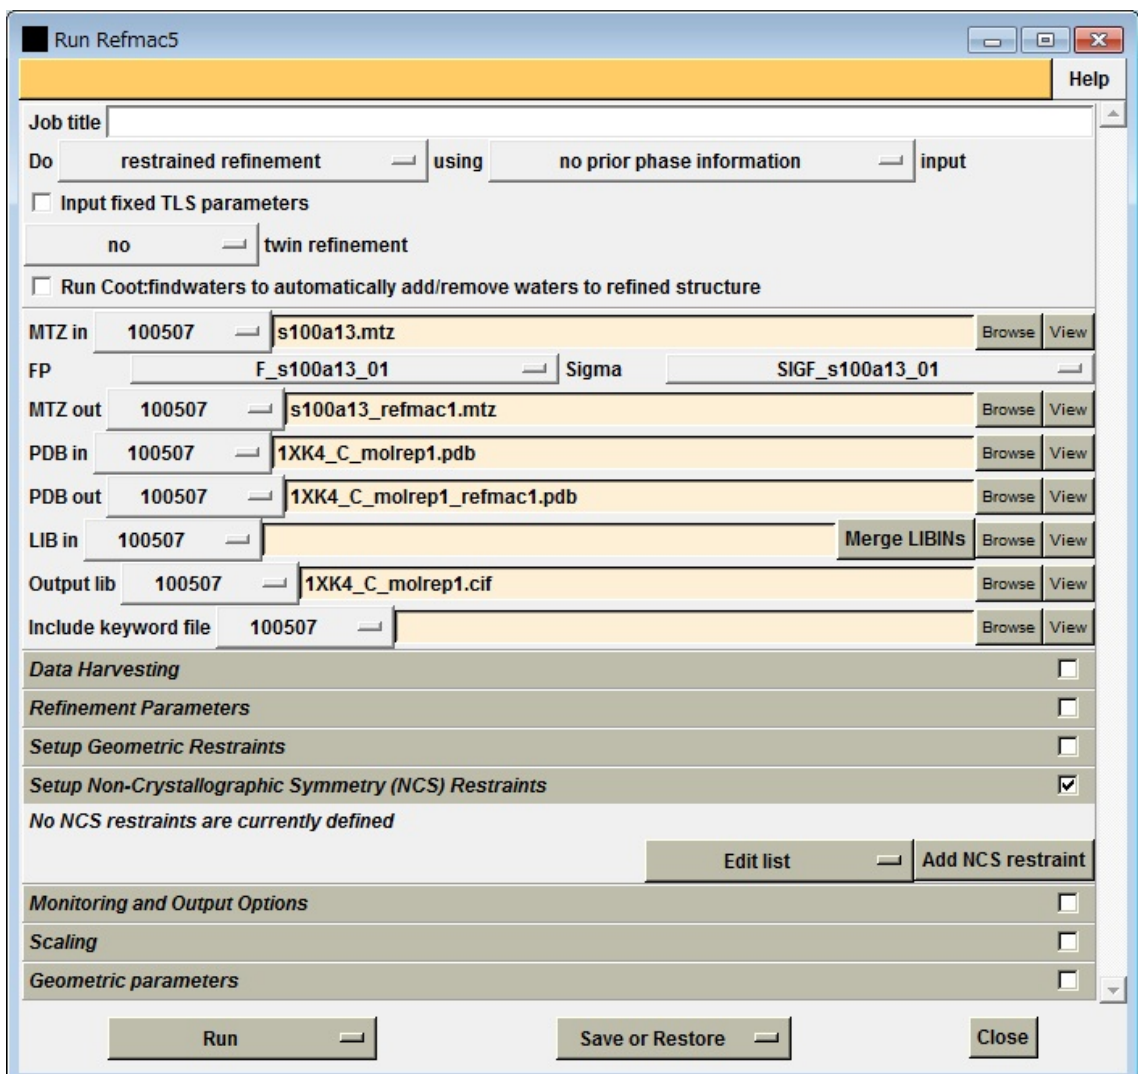 Run Refmac5
Help
Job title
Do restrained refinement using no prior phase information input
Input fixed TLS parameters
no twin refinement
Run Coot:findwaters to automatically add/remove waters to refined structure
MTZ in 100507 s100a13.mtz Browse View
FP F_s100a13_01 Sigma SIGF_s100a13_01
MTZ out 100507 s100a13_refmac1.mtz Browse View
PDB in 100507 1XK4_C_molrep1.pdb Browse View
PDB out 100507 1XK4_C_molrep1_refmac1.pdb Browse View
LIB in 100507 Merge LIBINs Browse View
Output lib 100507 1XK4_C_molrep1.cif Browse View
Include keyword file 100507 Browse View
Data Harvesting
Refinement Parameters
Setup Geometric Restraints
Setup Non-Crystallographic Symmetry (NCS) Restraints
No NCS restraints are currently defined
Edit list Add NCS restraint
Monitoring and Output Options
Scaling
Geometric parameters
Run Save or Restore Close